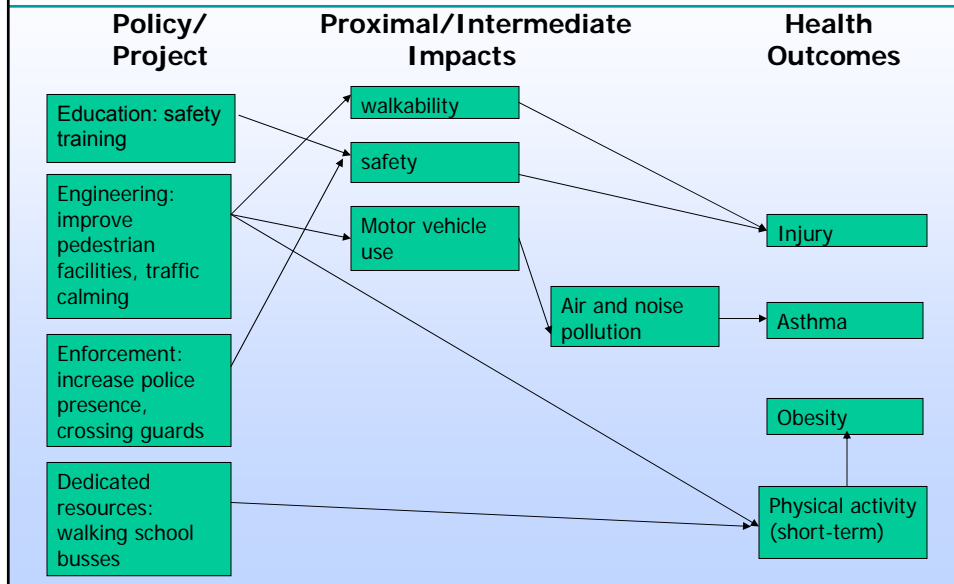 Policy/
Project
Proximal/Intermediate
Impacts
Health
Outcomes
Education: safety
training
Engineering:
improve
pedestrian
facilities, traffic
calming
Enforcement:
increase police
presence,
crossing guards
Dedicated
resources:
walking school
busses
walkability
safety
Motor vehicle
use
Air and noise
pollution
Injury
Asthma
Obesity
Physical activity
(short-term)